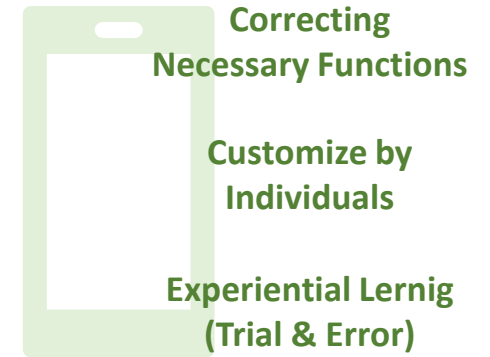 Correcting
Necessary Functions
Customize by
Individuals
Experiential Lernig
(Trial & Error)